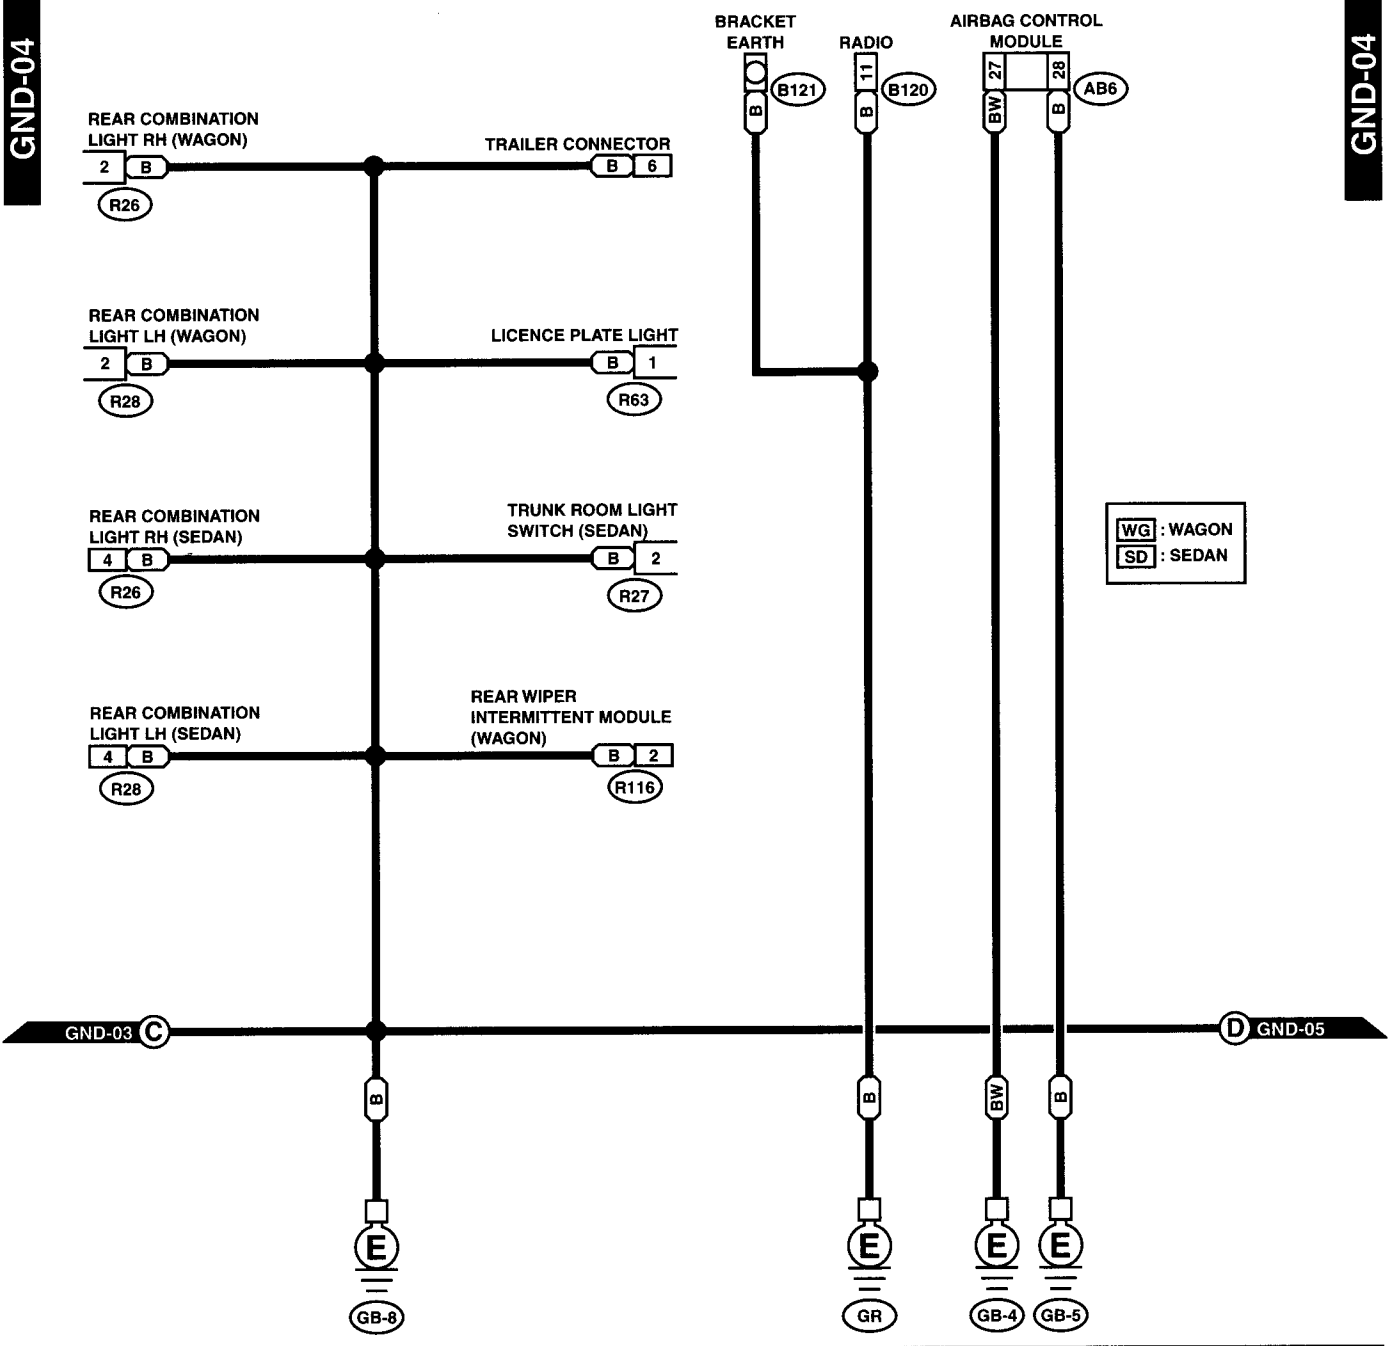 GND-04
GND-04
BRACKET
EARTH
B121
B
RADIO
11
B120
B
AIRBAG CONTROL
MODULE
27
28
AB6
BW
B
REAR COMBINATION
LIGHT RH (WAGON)
2
B
R26
TRAILER CONNECTOR
B
6
REAR COMBINATION
LIGHT LH (WAGON)
2
B
R28
LICENCE PLATE LIGHT
B
1
R63
REAR COMBINATION
LIGHT RH (SEDAN)
4
B
R26
TRUNK ROOM LIGHT
SWITCH (SEDAN)
B
2
R27
WG : WAGON
SD : SEDAN
REAR COMBINATION
LIGHT LH (SEDAN)
4
B
R28
REAR WIPER
INTERMITTENT MODULE
(WAGON)
B
2
R116
GND-03 C
D GND-05
B
B
BW
B
E
E
E
E
GB-8
GR
GB-4
GB-5